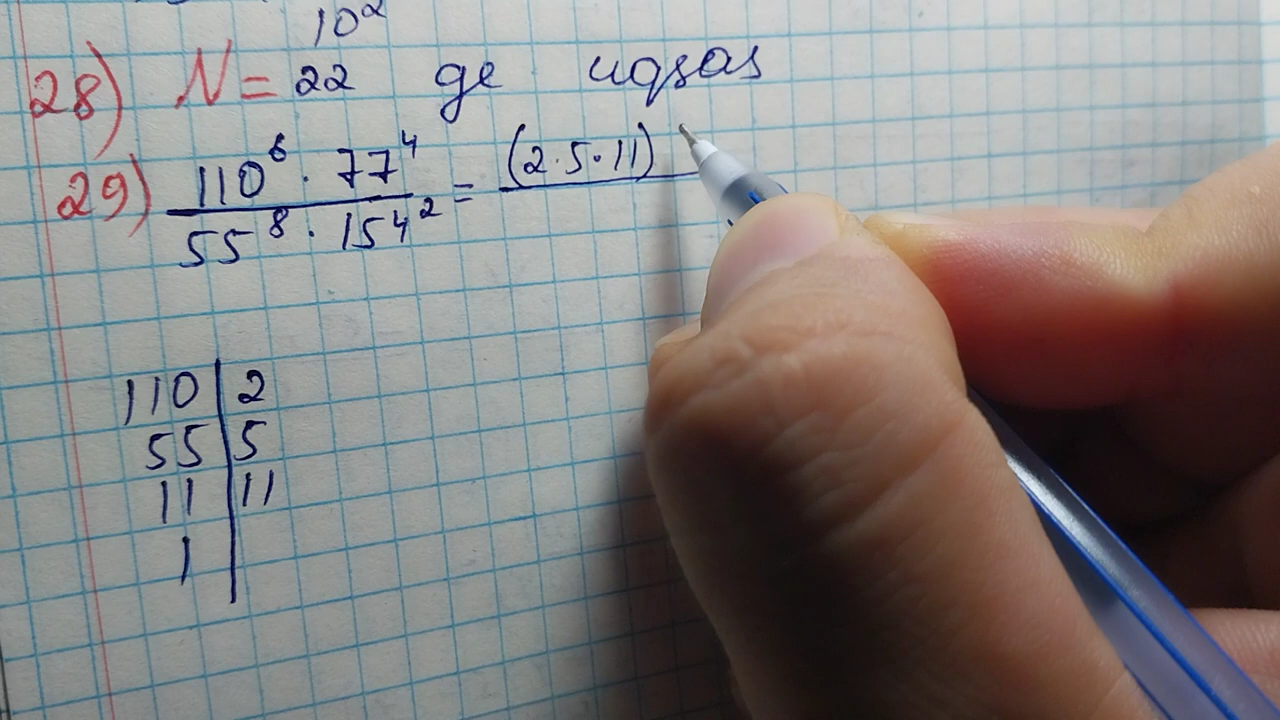 10²
28) N = 22 ge uqsas
29) 110⁶ · 77⁴ / 55⁸ · 154² = (2·5·11)
110 | 2
55 | 5
11 | 11
1 |